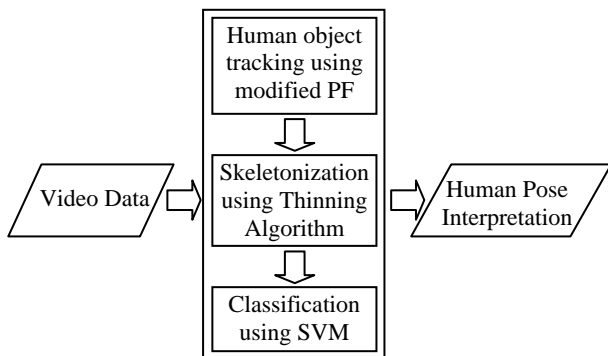 Human object
tracking using
modified PF
Video Data
Skeletonization
using Thinning
Algorithm
Human Pose
Interpretation
Classification
using SVM